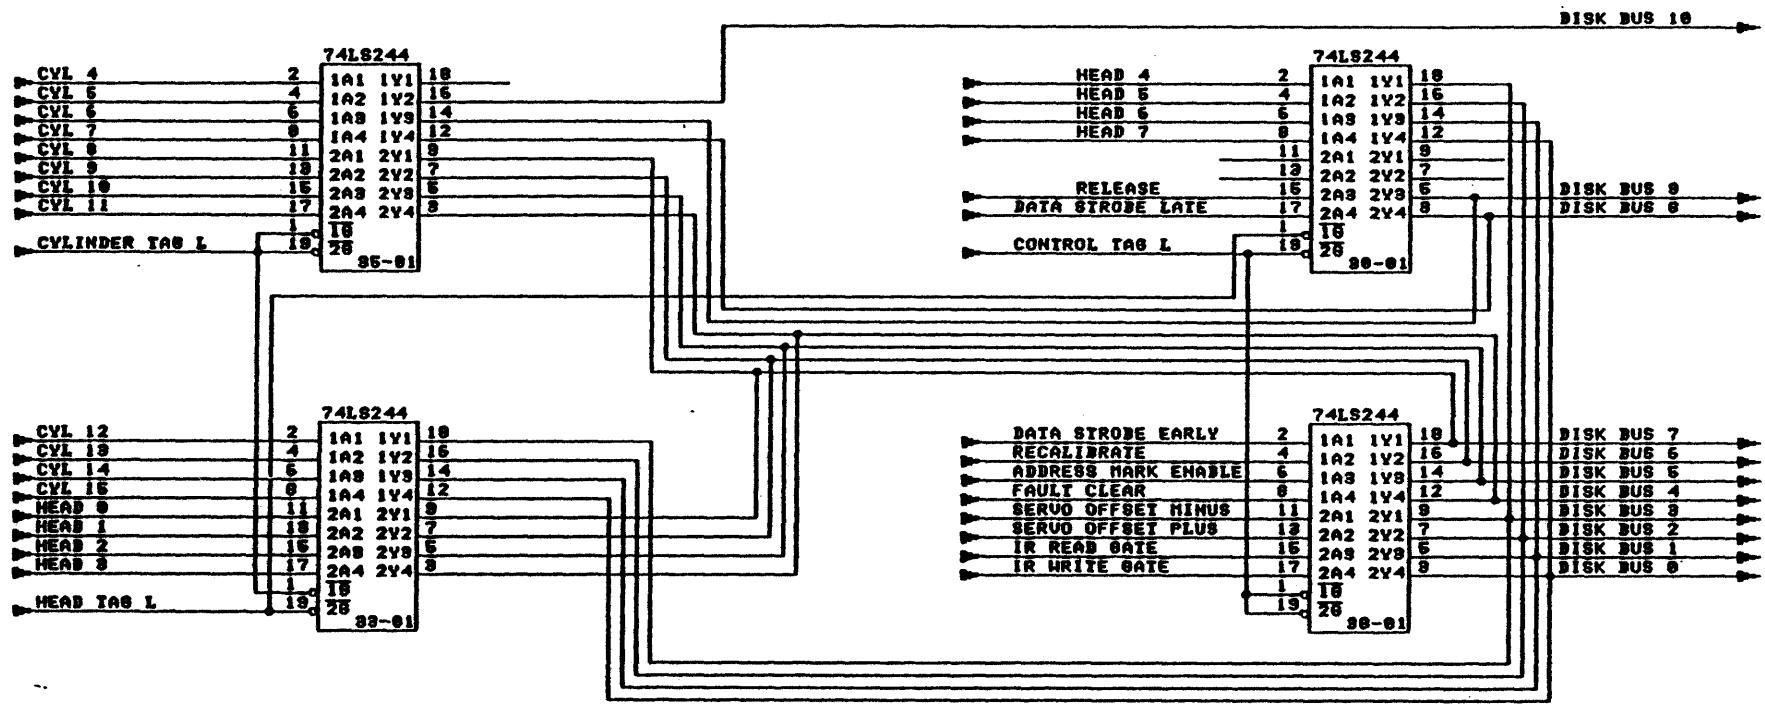 DISK BUS 10
74LS244
CYL 4 2 1A1 1Y1 18
CYL 5 4 1A2 1Y2 16
CYL 6 6 1A3 1Y3 14
CYL 7 8 1A4 1Y4 12
CYL 8 11 2A1 2Y1 9
CYL 9 13 2A2 2Y2 7
CYL 10 15 2A3 2Y3 5
CYL 11 17 2A4 2Y4 3
1 1G
CYLINDER TAG L 19 2G
35-01
74LS244
HEAD 4 2 1A1 1Y1 18
HEAD 5 4 1A2 1Y2 16
HEAD 6 6 1A3 1Y3 14
HEAD 7 8 1A4 1Y4 12
11 2A1 2Y1 9
13 2A2 2Y2 7
RELEASE 15 2A3 2Y3 5 DISK BUS 9
DATA STROBE LATE 17 2A4 2Y4 3 DISK BUS 8
1 1G
CONTROL TAG L 19 2G
74LS244
CYL 12 2 1A1 1Y1 18
CYL 13 4 1A2 1Y2 16
CYL 14 6 1A3 1Y3 14
CYL 15 8 1A4 1Y4 12
HEAD 0 11 2A1 2Y1 9
HEAD 1 13 2A2 2Y2 7
HEAD 2 15 2A3 2Y3 5
HEAD 3 17 2A4 2Y4 3
1 1G
HEAD TAG L 19 2G
33-01
74LS244
DATA STROBE EARLY 2 1A1 1Y1 18 DISK BUS 7
RECALIBRATE 4 1A2 1Y2 16 DISK BUS 6
ADDRESS MARK ENABLE 6 1A3 1Y3 14 DISK BUS 5
FAULT CLEAR 8 1A4 1Y4 12 DISK BUS 4
SERVO OFFSET MINUS 11 2A1 2Y1 9 DISK BUS 3
SERVO OFFSET PLUS 13 2A2 2Y2 7 DISK BUS 2
IR READ GATE 15 2A3 2Y3 5 DISK BUS 1
IR WRITE GATE 17 2A4 2Y4 3 DISK BUS 0
1 1G
19 2G